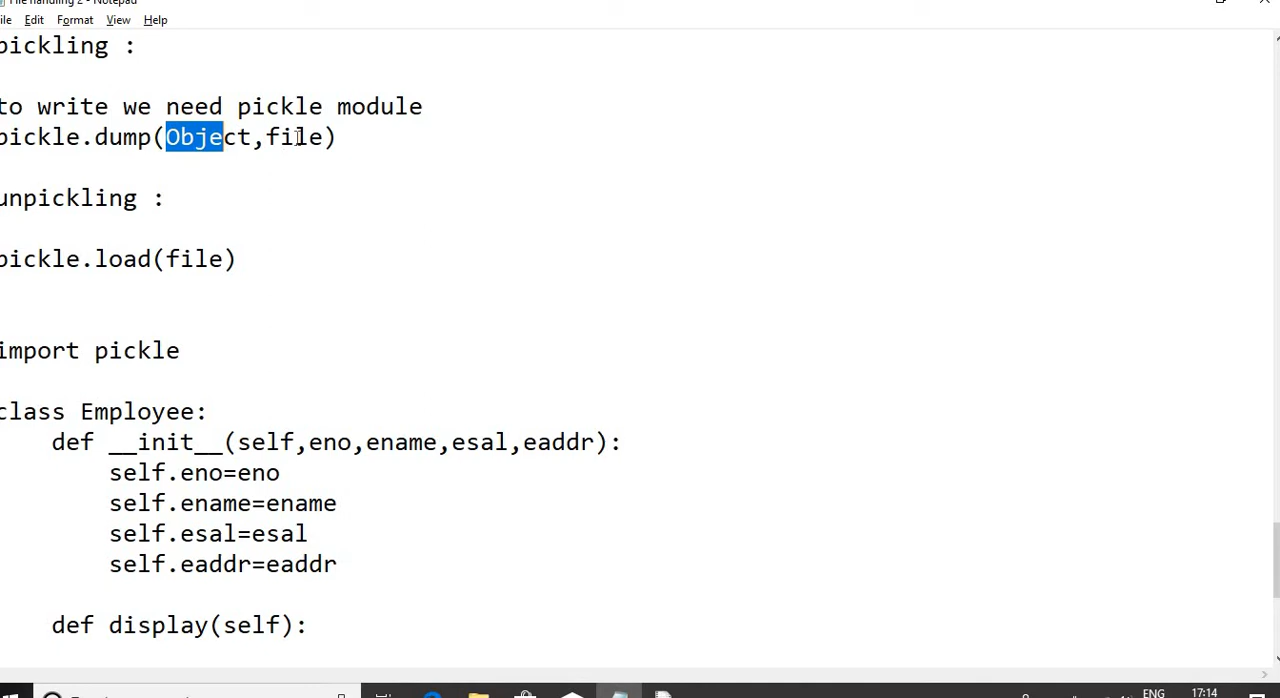 File handling 2 - Notepad
ile Edit Format View Help
pickling :
to write we need pickle module
pickle.dump(Object,file)
unpickling :
pickle.load(file)
import pickle
class Employee:
def __init__(self,eno,ename,esal,eaddr):
self.eno=eno
self.ename=ename
self.esal=esal
self.eaddr=eaddr
def display(self):
ENG
17:14